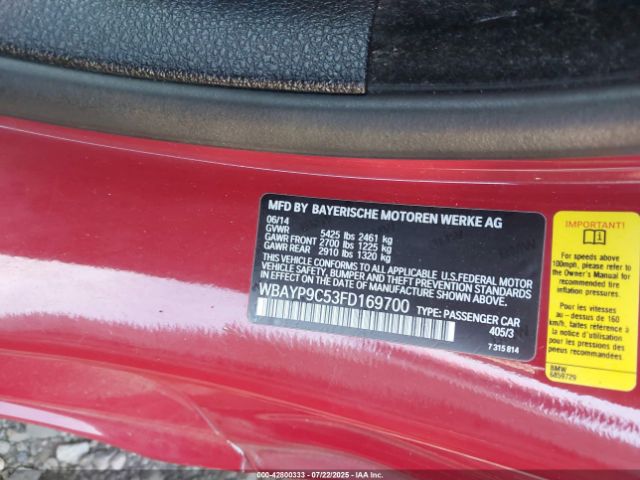 MFD BY BAYERISCHE MOTOREN WERKE AG
06/14
GVWR 5425 lbs 2461 kg
GAWR FRONT 2700 lbs 1225 kg
GAWR REAR 2910 lbs 1320 kg
THIS VEHICLE CONFORMS TO ALL APPLICABLE U.S.FEDERAL MOTOR
VEHICLE SAFETY, BUMPER AND THEFT PREVENTION STANDARDS
IN EFFECT ON THE DATE OF MANUFACTURE SHOWN ABOVE.
WBAYP9C53FD169700 TYPE: PASSENGER CAR
405/3
7 315 814
IMPORTANT!
For speeds above
100mph, please refer to
the Owner's Manual for
recommended tire
inflation pressures.
Pour les vitesses
au - dessus de 160
km/h, faites référence à
la notice d'utilisation
pour les pressions de
pneus recommandées
BMW
6859729
000-42800333 | 07/22/2025 | IAAI.COM